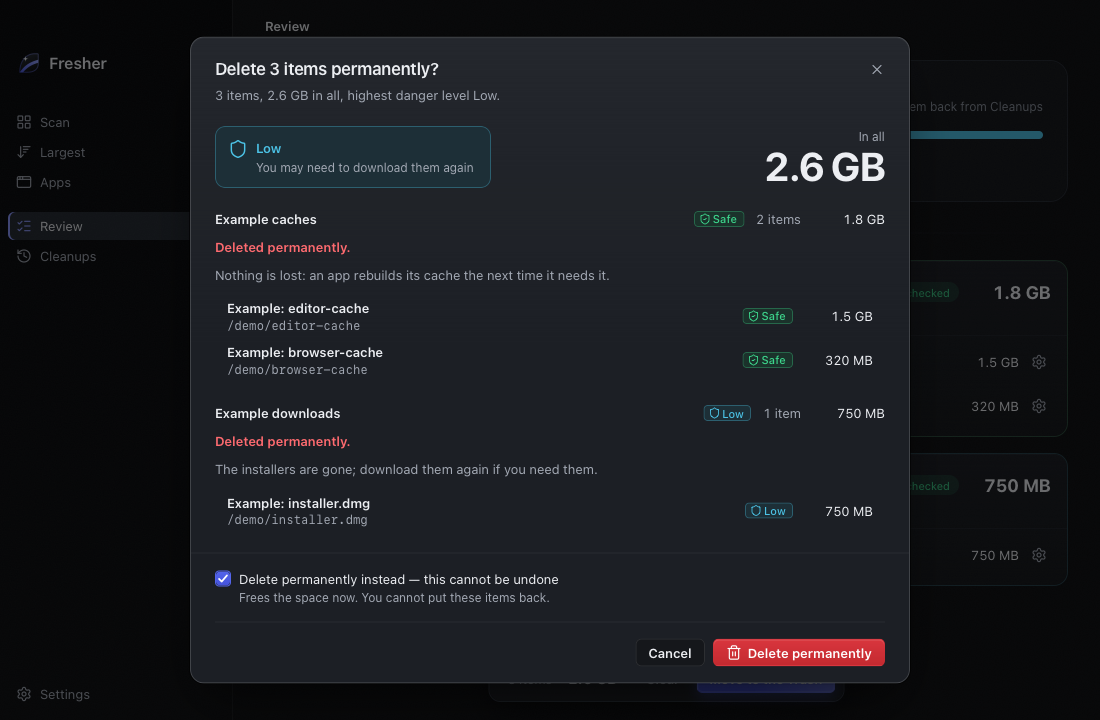 Review
Fresher
Scan
Largest
Apps
Review
Cleanups
Settings
Delete 3 items permanently?
3 items, 2.6 GB in all, highest danger level Low.
Low
You may need to download them again
In all
2.6 GB
Example caches
Safe
2 items
1.8 GB
Deleted permanently.
Nothing is lost: an app rebuilds its cache the next time it needs it.
Example: editor-cache
/demo/editor-cache
Safe
1.5 GB
Example: browser-cache
/demo/browser-cache
Safe
320 MB
Example downloads
Low
1 item
750 MB
Deleted permanently.
The installers are gone; download them again if you need them.
Example: installer.dmg
/demo/installer.dmg
Low
750 MB
Delete permanently instead — this cannot be undone
Frees the space now. You cannot put these items back.
Cancel
Delete permanently
back from Cleanups
1.8 GB
1.5 GB
320 MB
750 MB
750 MB